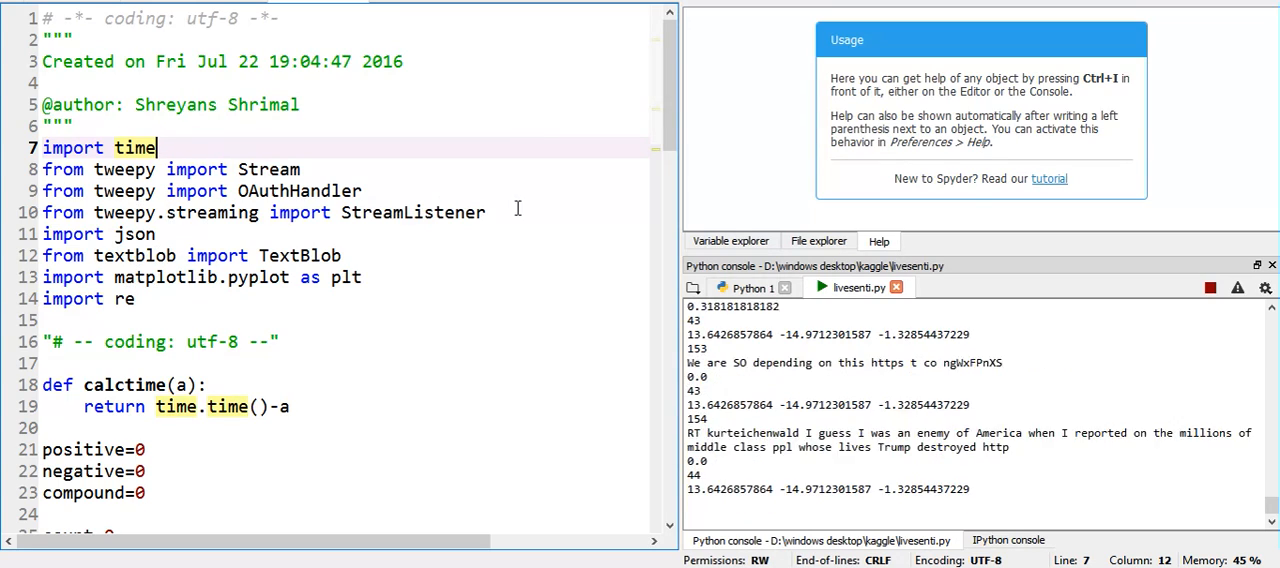 1 # -*- coding: utf-8 -*-
2 """
3 Created on Fri Jul 22 19:04:47 2016
4
5 @author: Shreyans Shrimal
6 """
7 import time
8 from tweepy import Stream
9 from tweepy import OAuthHandler
10 from tweepy.streaming import StreamListener
11 import json
12 from textblob import TextBlob
13 import matplotlib.pyplot as plt
14 import re
15
16 "# -- coding: utf-8 --"
17
18 def calctime(a):
19     return time.time()-a
20
21 positive=0
22 negative=0
23 compound=0
24
Usage
Here you can get help of any object by pressing Ctrl+I in
front of it, either on the Editor or the Console.
Help can also be shown automatically after writing a left
parenthesis next to an object. You can activate this
behavior in Preferences > Help.
New to Spyder? Read our tutorial
Variable explorer File explorer Help
Python console - D:\windows desktop\kaggle\livesenti.py
Python 1 livesenti.py
0.318181818182
43
13.6426857864 -14.9712301587 -1.32854437229
153
We are SO depending on this https t co ngWxFPnXS
0.0
43
13.6426857864 -14.9712301587 -1.32854437229
154
RT kurteichenwald I guess I was an enemy of America when I reported on the millions of
middle class ppl whose lives Trump destroyed http
0.0
44
13.6426857864 -14.9712301587 -1.32854437229
Python console - D:\windows desktop\kaggle\livesenti.py IPython console
Permissions: RW End-of-lines: CRLF Encoding: UTF-8 Line: 7 Column: 12 Memory: 45 %